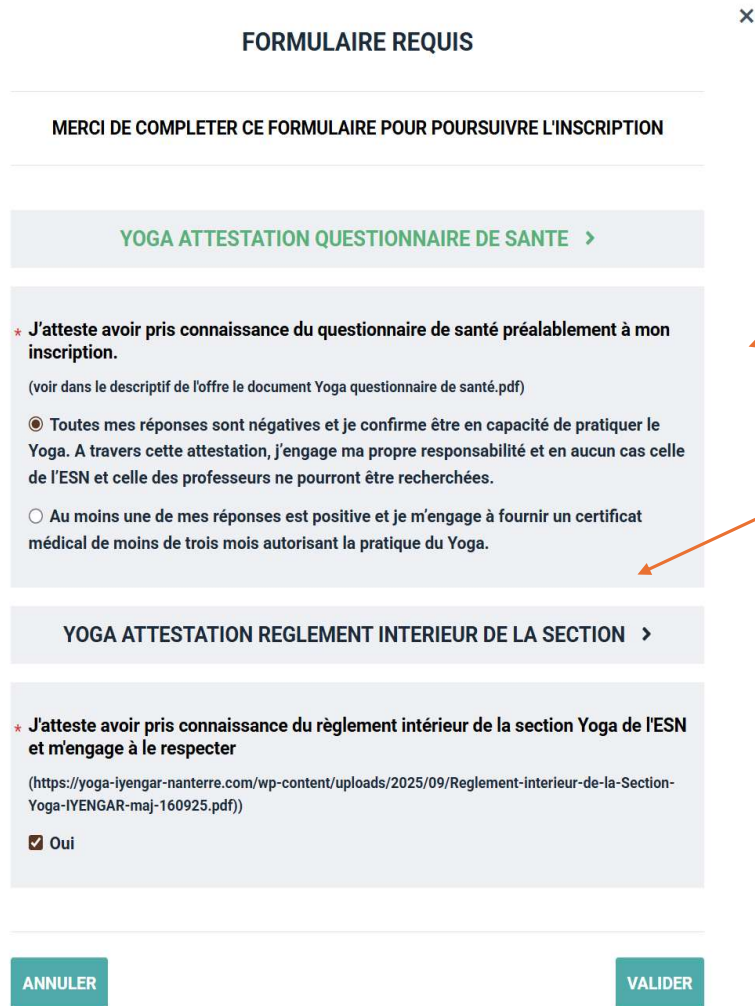 FORMULAIRE REQUIS
MERCI DE COMPLETER CE FORMULAIRE POUR POURSUIVRE L'INSCRIPTION
YOGA ATTESTATION QUESTIONNAIRE DE SANTE
* J’atteste avoir pris connaissance du questionnaire de santé préalablement à mon
inscription.
(voir dans le descriptif de l'offre le document Yoga questionnaire de santé.pdf)
Toutes mes réponses sont négatives et je confirme être en capacité de pratiquer le
Yoga. A travers cette attestation, j’engage ma propre responsabilité et en aucun cas celle
de l’ESN et celle des professeurs ne pourront être recherchées.
Au moins une de mes réponses est positive et je m’engage à fournir un certificat
médical de moins de trois mois autorisant la pratique du Yoga.
YOGA ATTESTATION REGLEMENT INTERIEUR DE LA SECTION
* J'atteste avoir pris connaissance du règlement intérieur de la section Yoga de l'ESN
et m'engage à le respecter
(https://yoga-iyengar-nanterre.com/wp-content/uploads/2025/09/Reglement-interieur-de-la-Section-
Yoga-IYENGAR-maj-160925.pdf))
Oui
ANNULER
VALIDER